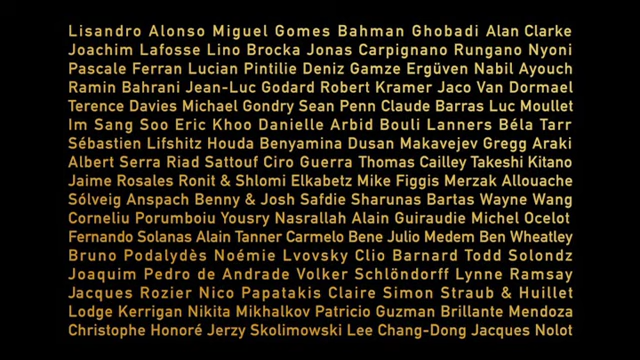 Lisandro Alonso Miguel Gomes Bahman Ghobadi Alan Clarke
Joachim Lafosse Lino Brocka Jonas Carpignano Rungano Nyoni
Pascale Ferran Lucian Pintilie Deniz Gamze Ergüven Nabil Ayouch
Ramin Bahrani Jean-Luc Godard Robert Kramer Jaco Van Dormael
Terence Davies Michael Gondry Sean Penn Claude Barras Luc Moullet
Im Sang Soo Eric Khoo Danielle Arbid Bouli Lanners Béla Tarr
Sébastien Lifshitz Houda Benyamina Dusan Makavejev Gregg Araki
Albert Serra Riad Sattouf Ciro Guerra Thomas Cailley Takeshi Kitano
Jaime Rosales Ronit & Shlomi Elkabetz Mike Figgis Merzak Allouache
Sólveig Anspach Benny & Josh Safdie Sharunas Bartas Wayne Wang
Corneliu Porumboiu Yousry Nasrallah Alain Guiraudie Michel Ocelot
Fernando Solanas Alain Tanner Carmelo Bene Julio Medem Ben Wheatley
Bruno Podalydès Noémie Lvovsky Clio Barnard Todd Solondz
Joaquim Pedro de Andrade Volker Schlöndorff Lynne Ramsay
Jacques Rozier Nico Papatakis Claire Simon Straub & Huillet
Lodge Kerrigan Nikita Mikhalkov Patricio Guzman Brillante Mendoza
Christophe Honoré Jerzy Skolimowski Lee Chang-Dong Jacques Nolot